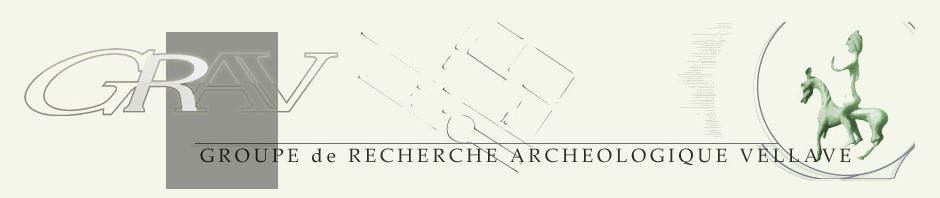 GRAV
GROUPE de RECHERCHE ARCHEOLOGIQUE VELLAVE